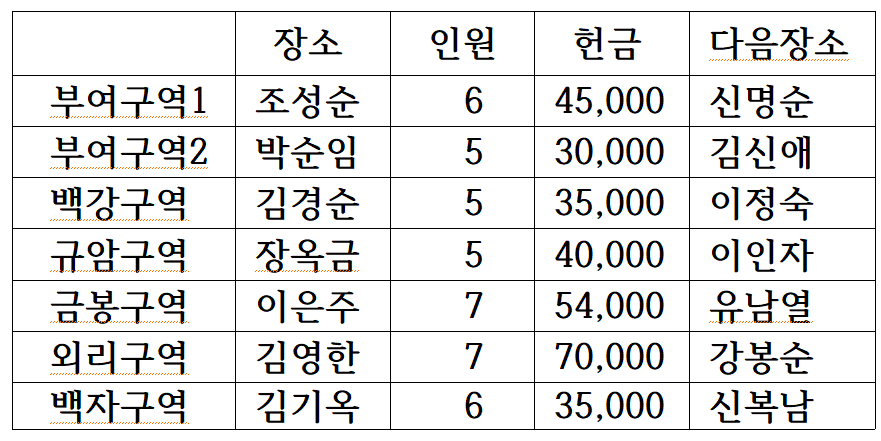 장소 인원 헌금 다음장소
부여구역1 조성순 6 45,000 신명순
부여구역2 박순임 5 30,000 김신애
백강구역 김경순 5 35,000 이정숙
규암구역 장옥금 5 40,000 이인자
금봉구역 이은주 7 54,000 유남열
외리구역 김영한 7 70,000 강봉순
백자구역 김기옥 6 35,000 신복남